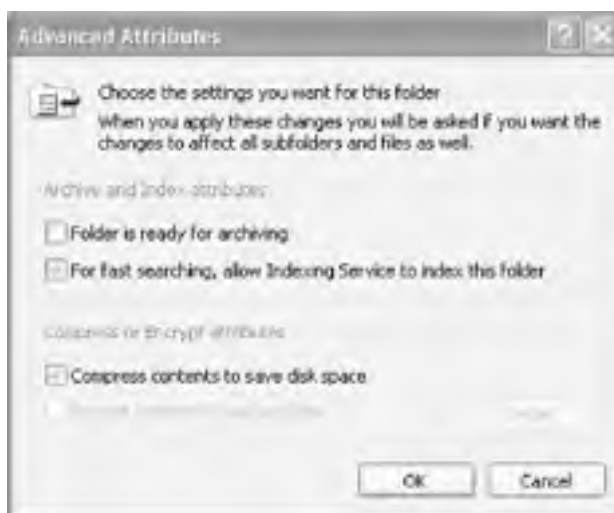 Advanced Attributes
Choose the settings you want for this folder
When you apply these changes you will be asked if you want the
changes to affect all subfolders and files as well.
Archive and Index attributes
Folder is ready for archiving
For fast searching, allow Indexing Service to index this folder
Compress or Encrypt attributes
Compress contents to save disk space
OK
Cancel